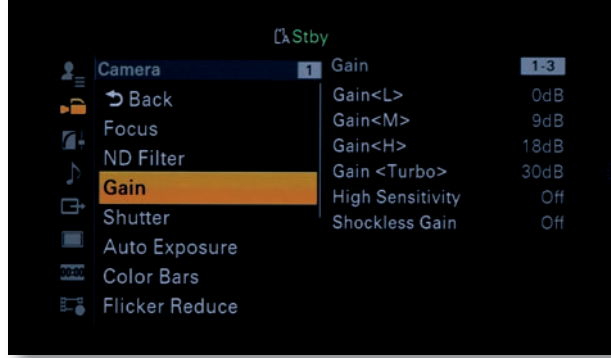 Stby
Camera 1
Back
Focus
ND Filter
Gain
Shutter
Auto Exposure
Color Bars
Flicker Reduce
00:00
Gain 1-3
Gain<L> 0dB
Gain<M> 9dB
Gain<H> 18dB
Gain <Turbo> 30dB
High Sensitivity Off
Shockless Gain Off